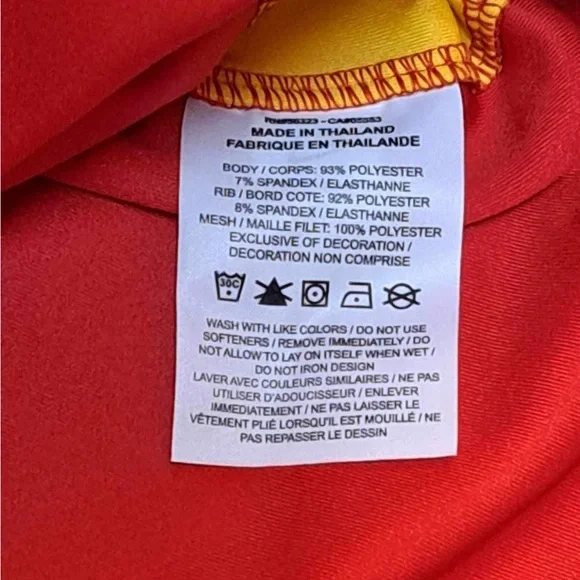 MADE IN THAILAND
FABRIQUE EN THAILANDE
BODY / CORPS: 93% POLYESTER
7% SPANDEX / ELASTHANNE
RIB / BORD COTE: 92% POLYESTER
8% SPANDEX / ELASTHANNE
MESH / MAILLE FILET: 100% POLYESTER
EXCLUSIVE OF DECORATION /
DECORATION NON COMPRISE
30C
WASH WITH LIKE COLORS / DO NOT USE
SOFTENERS / REMOVE IMMEDIATELY / DO
NOT ALLOW TO LAY ON ITSELF WHEN WET /
DO NOT IRON DESIGN
LAVER AVEC COULEURS SIMILAIRES / NE PAS
UTILISER D'ADOUCISSEUR / ENLEVER
IMMEDIATEMENT / NE PAS LAISSER LE
VÊTEMENT PLIÉ LORSQU'IL EST MOUILLÉ / NE
PAS REPASSER LE DESSIN